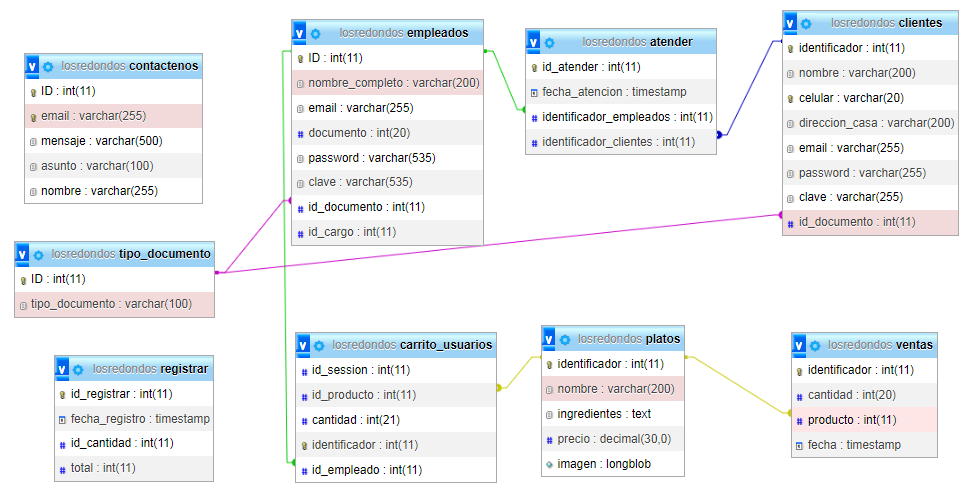 losredondos contactenos
ID : int(11)
email : varchar(255)
mensaje : varchar(500)
asunto : varchar(100)
nombre : varchar(255)
losredondos empleados
ID : int(11)
nombre_completo : varchar(200)
email : varchar(255)
documento : int(20)
password : varchar(535)
clave : varchar(535)
id_documento : int(11)
id_cargo : int(11)
losredondos atender
id_atender : int(11)
fecha_atencion : timestamp
identificador_empleados : int(11)
identificador_clientes : int(11)
losredondos clientes
identificador : int(11)
nombre : varchar(200)
celular : varchar(20)
direccion_casa : varchar(200)
email : varchar(255)
password : varchar(255)
clave : varchar(255)
id_documento : int(11)
losredondos tipo_documento
ID : int(11)
tipo_documento : varchar(100)
losredondos registrar
id_registrar : int(11)
fecha_registro : timestamp
id_cantidad : int(11)
total : int(11)
losredondos carrito_usuarios
id_session : int(11)
id_producto : int(11)
cantidad : int(21)
identificador : int(11)
id_empleado : int(11)
losredondos platos
identificador : int(11)
nombre : varchar(200)
ingredientes : text
precio : decimal(30,0)
imagen : longblob
losredondos ventas
identificador : int(11)
cantidad : int(20)
producto : int(11)
fecha : timestamp